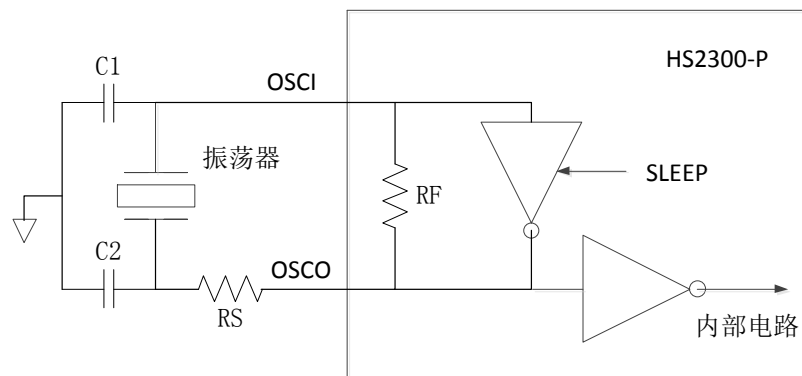 HS2300-P
C1
OSCI
振荡器
RF
SLEEP
C2
OSCO
RS
内部电路